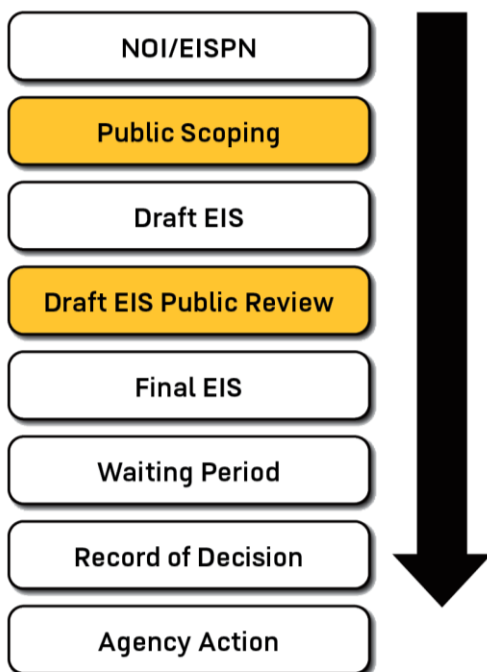 NOI/EISPN
Public Scoping
Draft EIS
Draft EIS Public Review
Final EIS
Waiting Period
Record of Decision
Agency Action